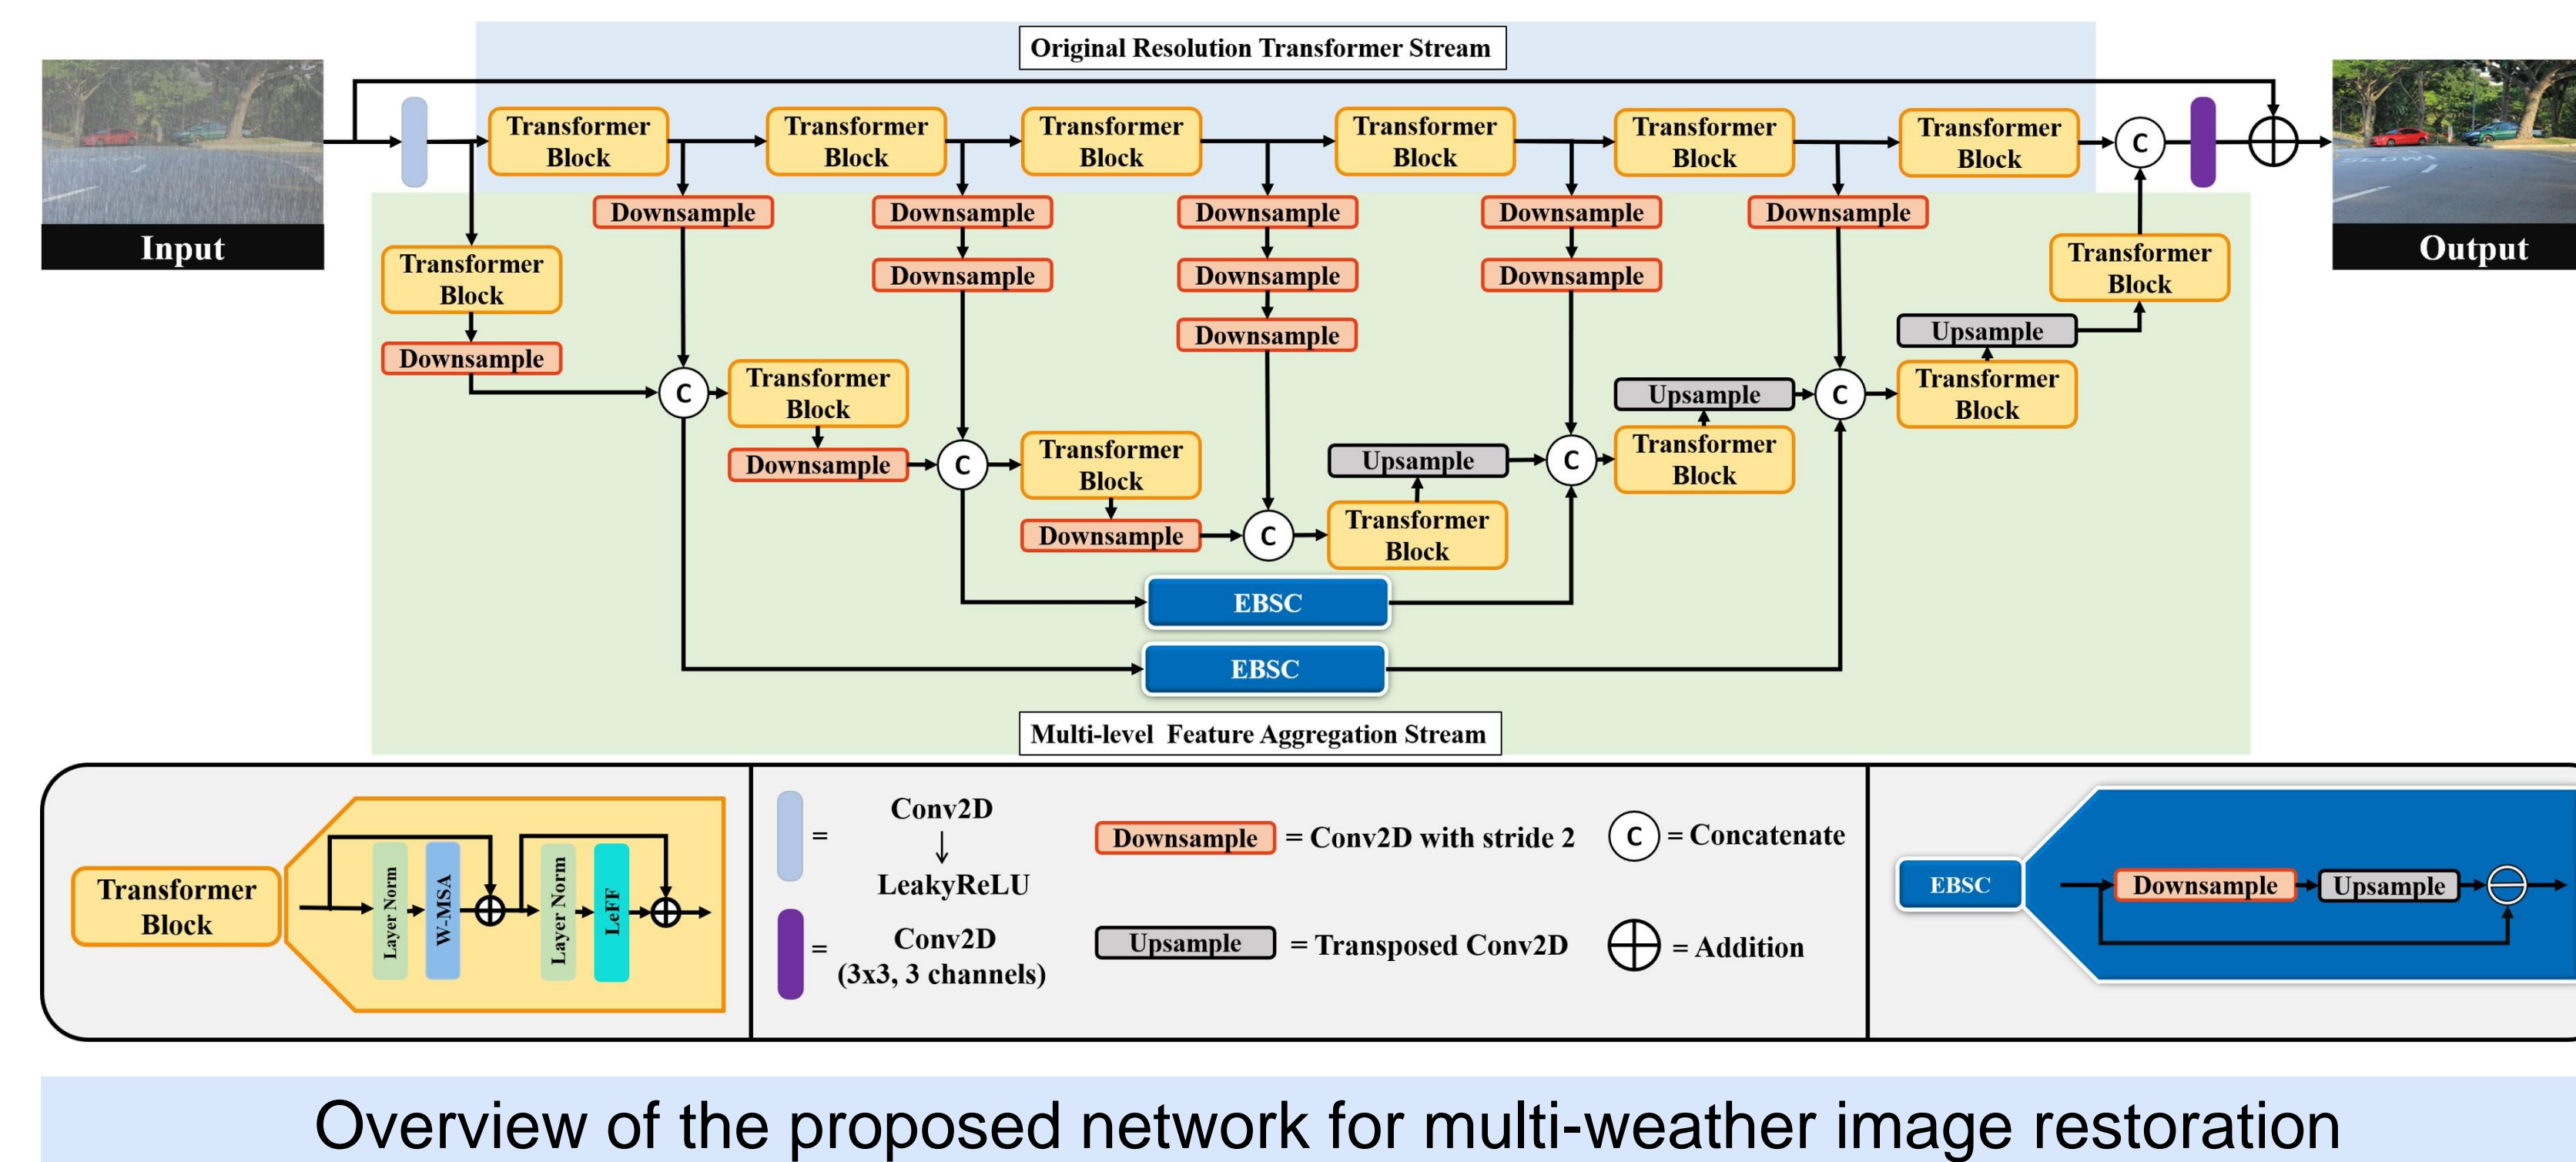 Original Resolution Transformer Stream
Input
Transformer
Block
Transformer
Block
Transformer
Block
Transformer
Block
Transformer
Block
Transformer
Block
C
Output
Downsample
Downsample
Downsample
Downsample
Downsample
Transformer
Block
Downsample
Downsample
Downsample
Transformer
Block
Downsample
Upsample
Downsample
C
Transformer
Block
Upsample
C
Transformer
Block
Downsample
C
Transformer
Block
Upsample
C
Transformer
Block
Downsample
C
Transformer
Block
EBSC
EBSC
Multi-level Feature Aggregation Stream
Transformer
Block
Layer Norm
W-MSA
Layer Norm
LeFF
=
Conv2D
↓
LeakyReLU
=
Conv2D
(3x3, 3 channels)
Downsample = Conv2D with stride 2
Upsample = Transposed Conv2D
C = Concatenate
= Addition
EBSC
Downsample
Upsample
SLOW
Overview of the proposed network for multi-weather image restoration